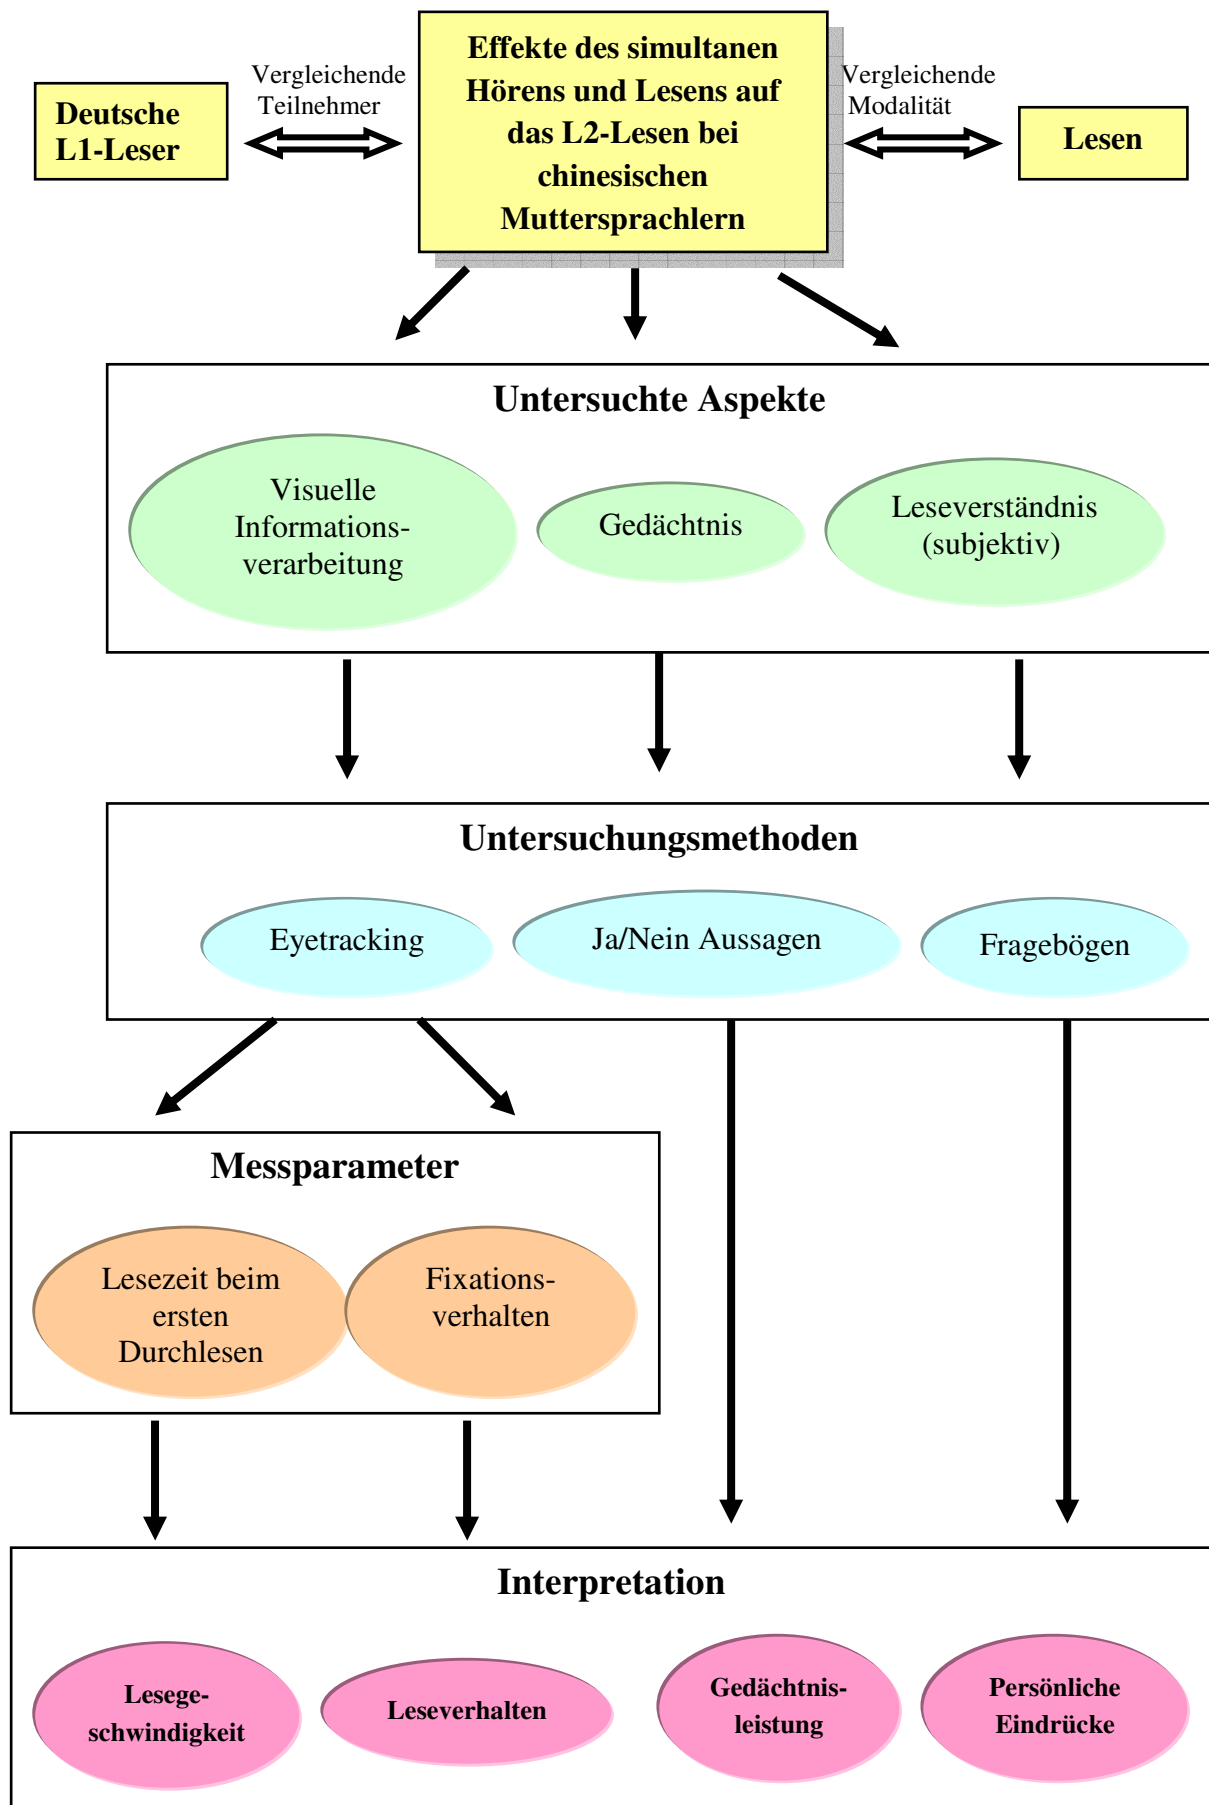 Deutsche
L1-Leser
Vergleichende
Teilnehmer
Effekte des simultanen
Hörens und Lesens auf
das L2-Lesen bei
chinesischen
Muttersprachlern
Vergleichende
Modalität
Lesen
Untersuchte Aspekte
Visuelle
Informations-
verarbeitung
Gedächtnis
Leseverständnis
(subjektiv)
Untersuchungsmethoden
Eyetracking
Ja/Nein Aussagen
Fragebögen
Messparameter
Lesezeit beim
ersten
Durchlesen
Fixations-
verhalten
Interpretation
Lesege-
schwindigkeit
Leseverhalten
Gedächtnis-
leistung
Persönliche
Eindrücke